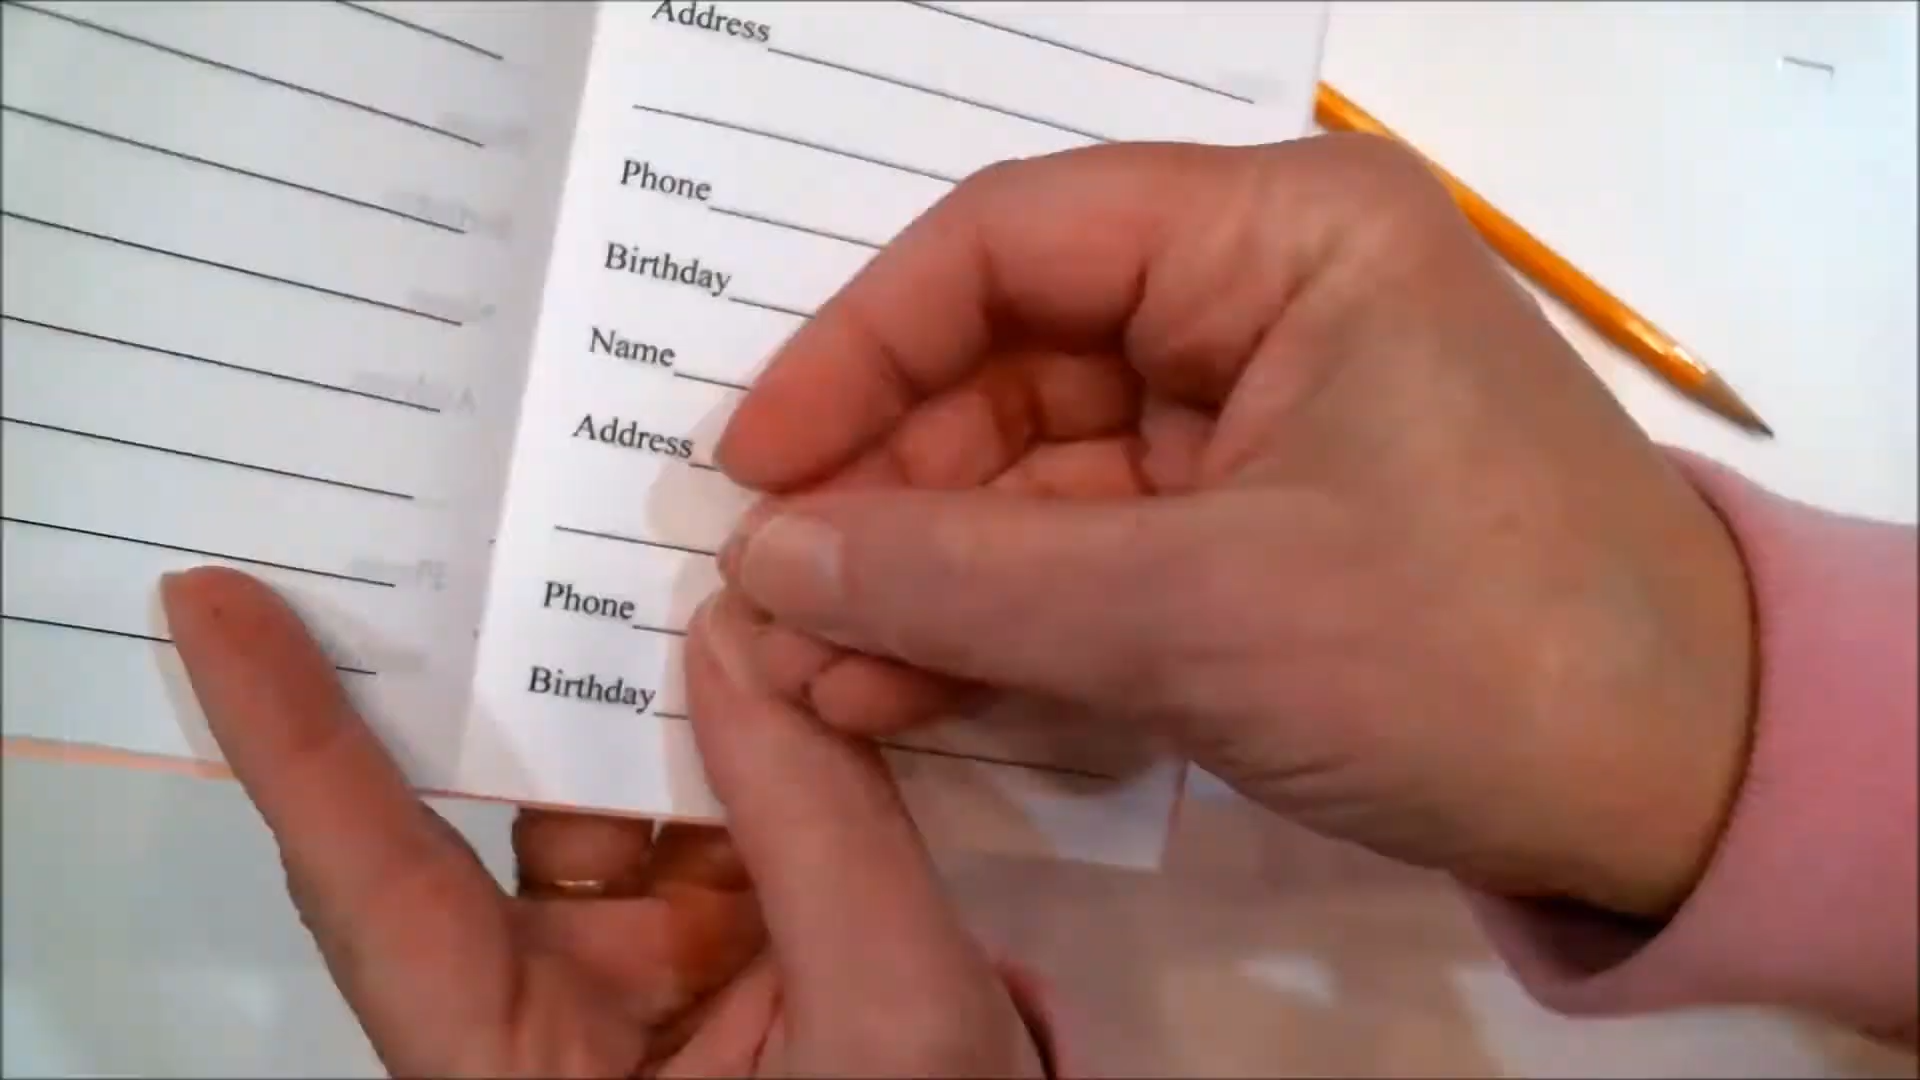 Address
Phone
Birthday
Name
Address
Phone
Birthday